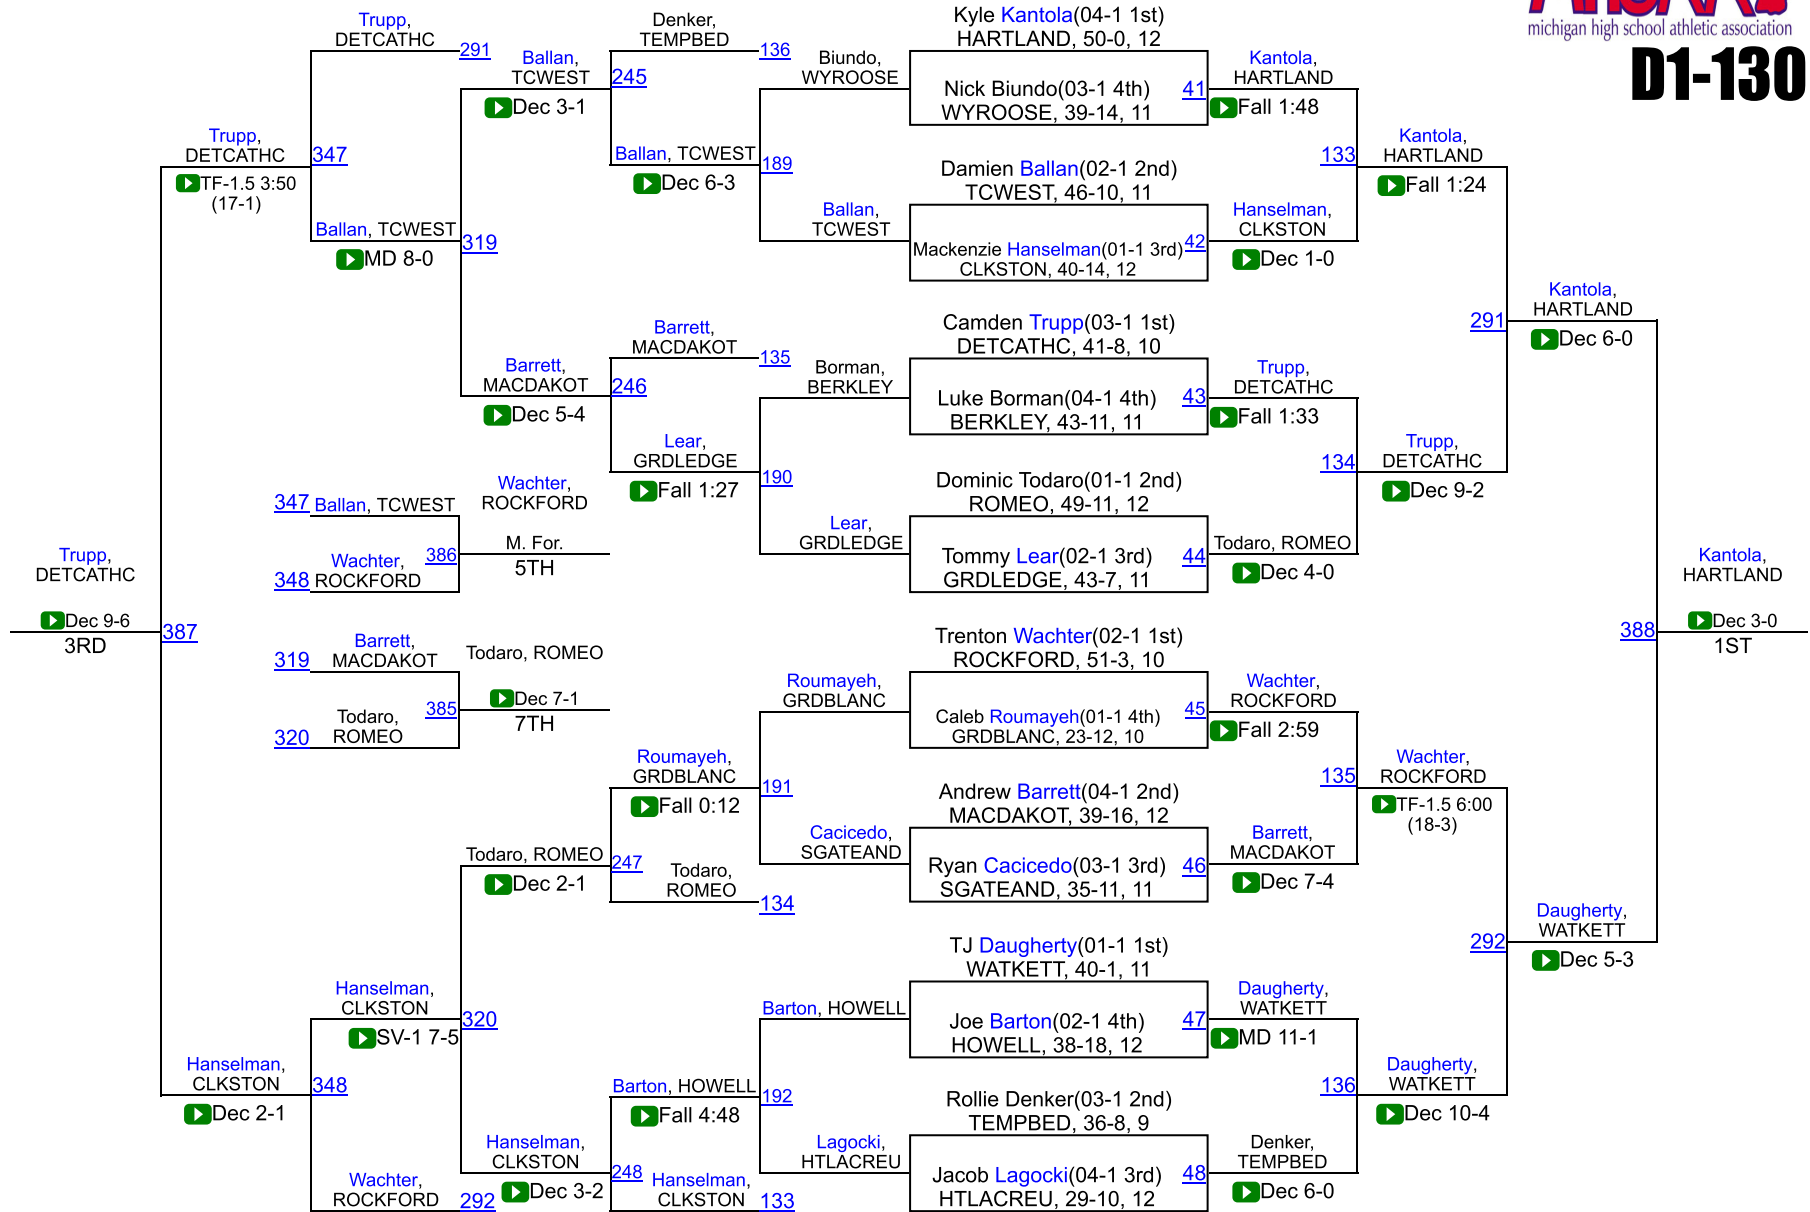 michigan high school athletic association
D1-130
Trupp,
DETCATHC
291
Ballan,
TCWEST
Dec 3-1
245
Denker,
TEMPBED
136
Biundo,
WYROOSE
Kyle Kantola(04-1 1st)
HARTLAND, 50-0, 12
Nick Biundo(03-1 4th)
WYROOSE, 39-14, 11
41
Kantola,
HARTLAND
Fall 1:48
Trupp,
DETCATHC
TF-1.5 3:50
(17-1)
347
Ballan, TCWEST
Dec 6-3
189
Damien Ballan(02-1 2nd)
TCWEST, 46-10, 11
133
Kantola,
HARTLAND
Fall 1:24
Ballan, TCWEST
MD 8-0
319
Ballan,
TCWEST
Mackenzie Hanselman(01-1 3rd)
CLKSTON, 40-14, 12
42
Hanselman,
CLKSTON
Dec 1-0
291
Kantola,
HARTLAND
Dec 6-0
Barrett,
MACDAKOT
Dec 5-4
246
Barrett,
MACDAKOT
135
Borman,
BERKLEY
Camden Trupp(03-1 1st)
DETCATHC, 41-8, 10
Luke Borman(04-1 4th)
BERKLEY, 43-11, 11
43
Trupp,
DETCATHC
Fall 1:33
Lear,
GRDLEDGE
Fall 1:27
190
Dominic Todaro(01-1 2nd)
ROMEO, 49-11, 12
134
Trupp,
DETCATHC
Dec 9-2
347
Ballan, TCWEST
Wachter,
ROCKFORD
Lear,
GRDLEDGE
Tommy Lear(02-1 3rd)
GRDLEDGE, 43-7, 11
44
Todaro, ROMEO
Dec 4-0
348
Wachter,
ROCKFORD
386
M. For.
5TH
Trupp,
DETCATHC
Dec 9-6
3RD
387
Kantola,
HARTLAND
Dec 3-0
1ST
388
319
Barrett,
MACDAKOT
Todaro, ROMEO
385
Dec 7-1
7TH
320
Todaro,
ROMEO
Roumayeh,
GRDBLANC
Trenton Wachter(02-1 1st)
ROCKFORD, 51-3, 10
Caleb Roumayeh(01-1 4th)
GRDBLANC, 23-12, 10
45
Wachter,
ROCKFORD
Fall 2:59
Roumayeh,
GRDBLANC
Fall 0:12
191
Andrew Barrett(04-1 2nd)
MACDAKOT, 39-16, 12
135
Wachter,
ROCKFORD
TF-1.5 6:00
(18-3)
Todaro, ROMEO
Dec 2-1
247
Todaro,
ROMEO
134
Cacicedo,
SGATEAND
Ryan Cacicedo(03-1 3rd)
SGATEAND, 35-11, 11
46
Barrett,
MACDAKOT
Dec 7-4
292
Daugherty,
WATKETT
Dec 5-3
Hanselman,
CLKSTON
SV-1 7-5
320
Barton, HOWELL
TJ Daugherty(01-1 1st)
WATKETT, 40-1, 11
Joe Barton(02-1 4th)
HOWELL, 38-18, 12
47
Daugherty,
WATKETT
MD 11-1
Hanselman,
CLKSTON
Dec 2-1
348
Barton, HOWELL
Fall 4:48
192
Rollie Denker(03-1 2nd)
TEMPBED, 36-8, 9
136
Daugherty,
WATKETT
Dec 10-4
Hanselman,
CLKSTON
Dec 3-2
248
Lagocki,
HTLACREU
Jacob Lagocki(04-1 3rd)
HTLACREU, 29-10, 12
48
Denker,
TEMPBED
Dec 6-0
Wachter,
ROCKFORD
292
Hanselman,
CLKSTON
133